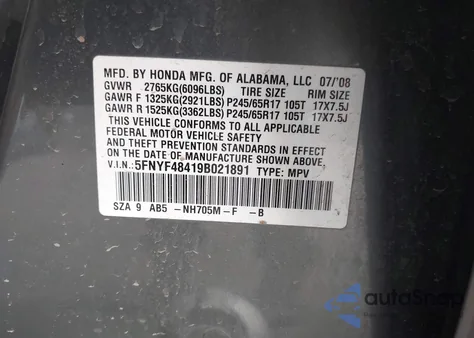 MFD. BY HONDA MFG. OF ALABAMA, LLC 07/'08
GVWR 2765KG(6096LBS) TIRE SIZE RIM SIZE
GAWR F 1325KG(2921LBS) P245/65R17 105T 17X7.5J
GAWR R 1525KG(3362LBS) P245/65R17 105T 17X7.5J
THIS VEHICLE CONFORMS TO ALL APPLICABLE
FEDERAL MOTOR VEHICLE SAFETY
AND THEFT PREVENTION STANDARDS
IN EFFECT ON THE DATE OF MANUFACTURE SHOWN ABOVE.
V.I.N.: 5FNYF48419B021891 TYPE: MPV
SZA 9 AB5 -NH705M-F -B
autoSnap